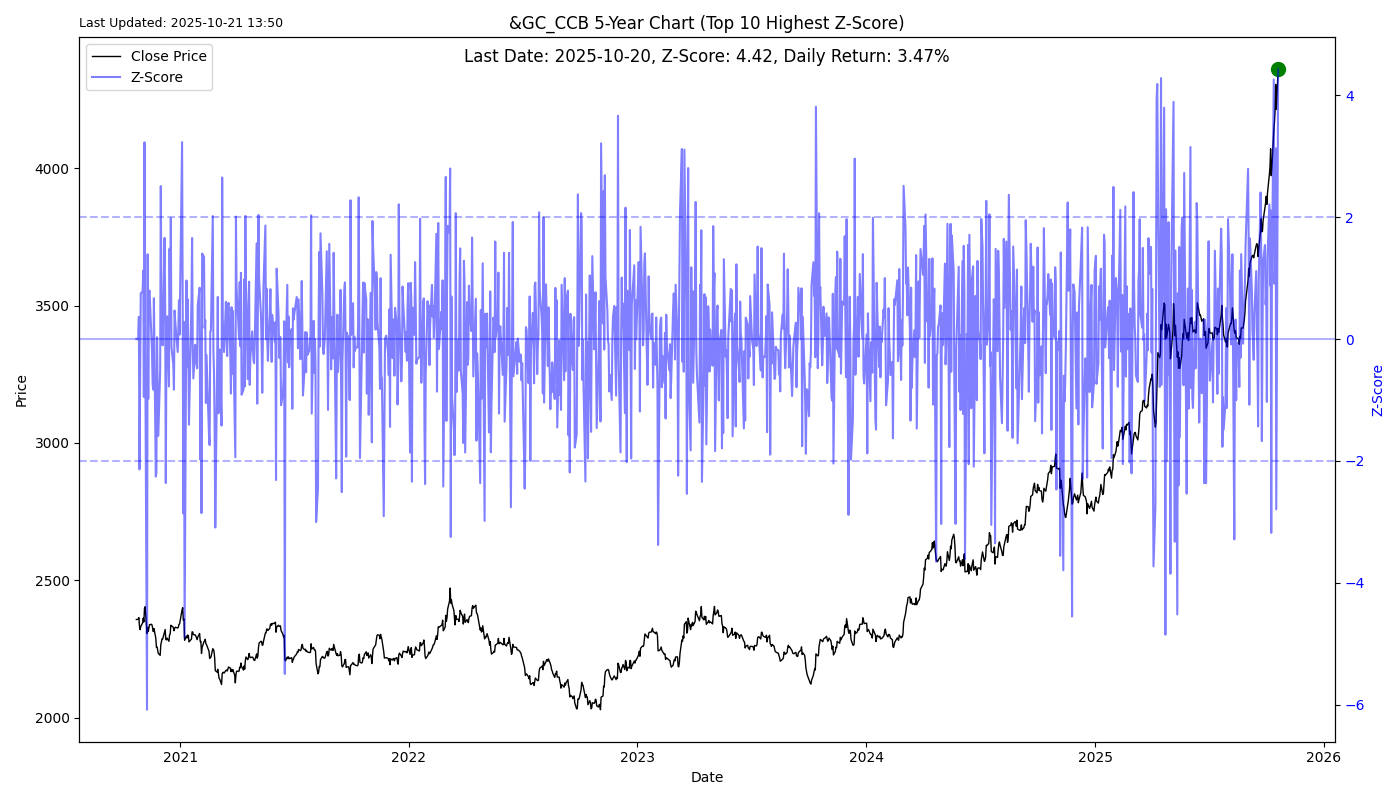 Last Updated: 2025-10-21 13:50
&GC_CCB 5-Year Chart (Top 10 Highest Z-Score)
Last Date: 2025-10-20, Z-Score: 4.42, Daily Return: 3.47%
Close Price
Z-Score
4000
3500
3000
2500
2000
Price
4
2
0
−2
−4
−6
Z-Score
2021
2022
2023
2024
2025
2026
Date